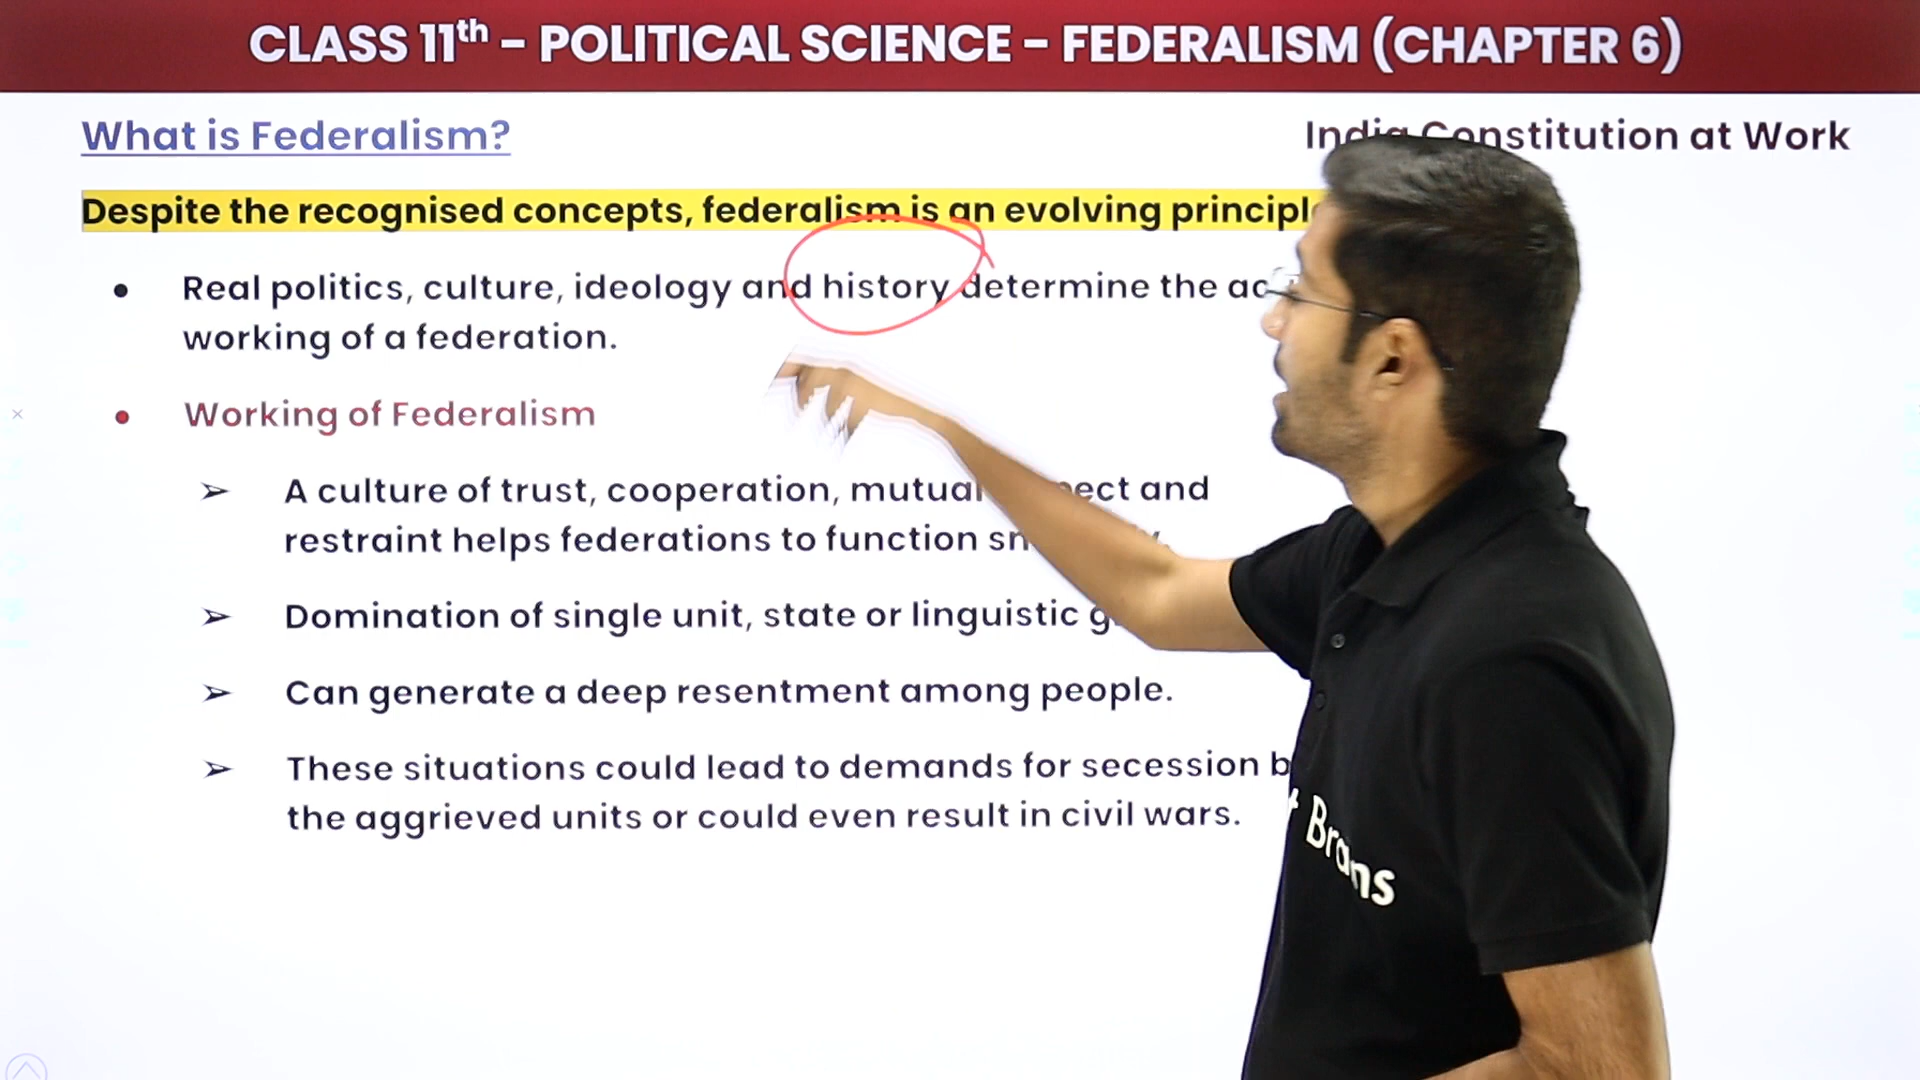 CLASS 11th – POLITICAL SCIENCE – FEDERALISM (CHAPTER 6)
What is Federalism?
India Constitution at Work
Despite the recognised concepts, federalism is an evolving
Real politics, culture, ideology and history determine the
working of a federation.
Working of Federalism
A culture of trust, cooperation, mutual and
restraint helps federations to function
Domination of single unit, state or linguistic
Can generate a deep resentment among people.
These situations could lead to demands for secession
the aggrieved units or could even result in civil wars.
Brains